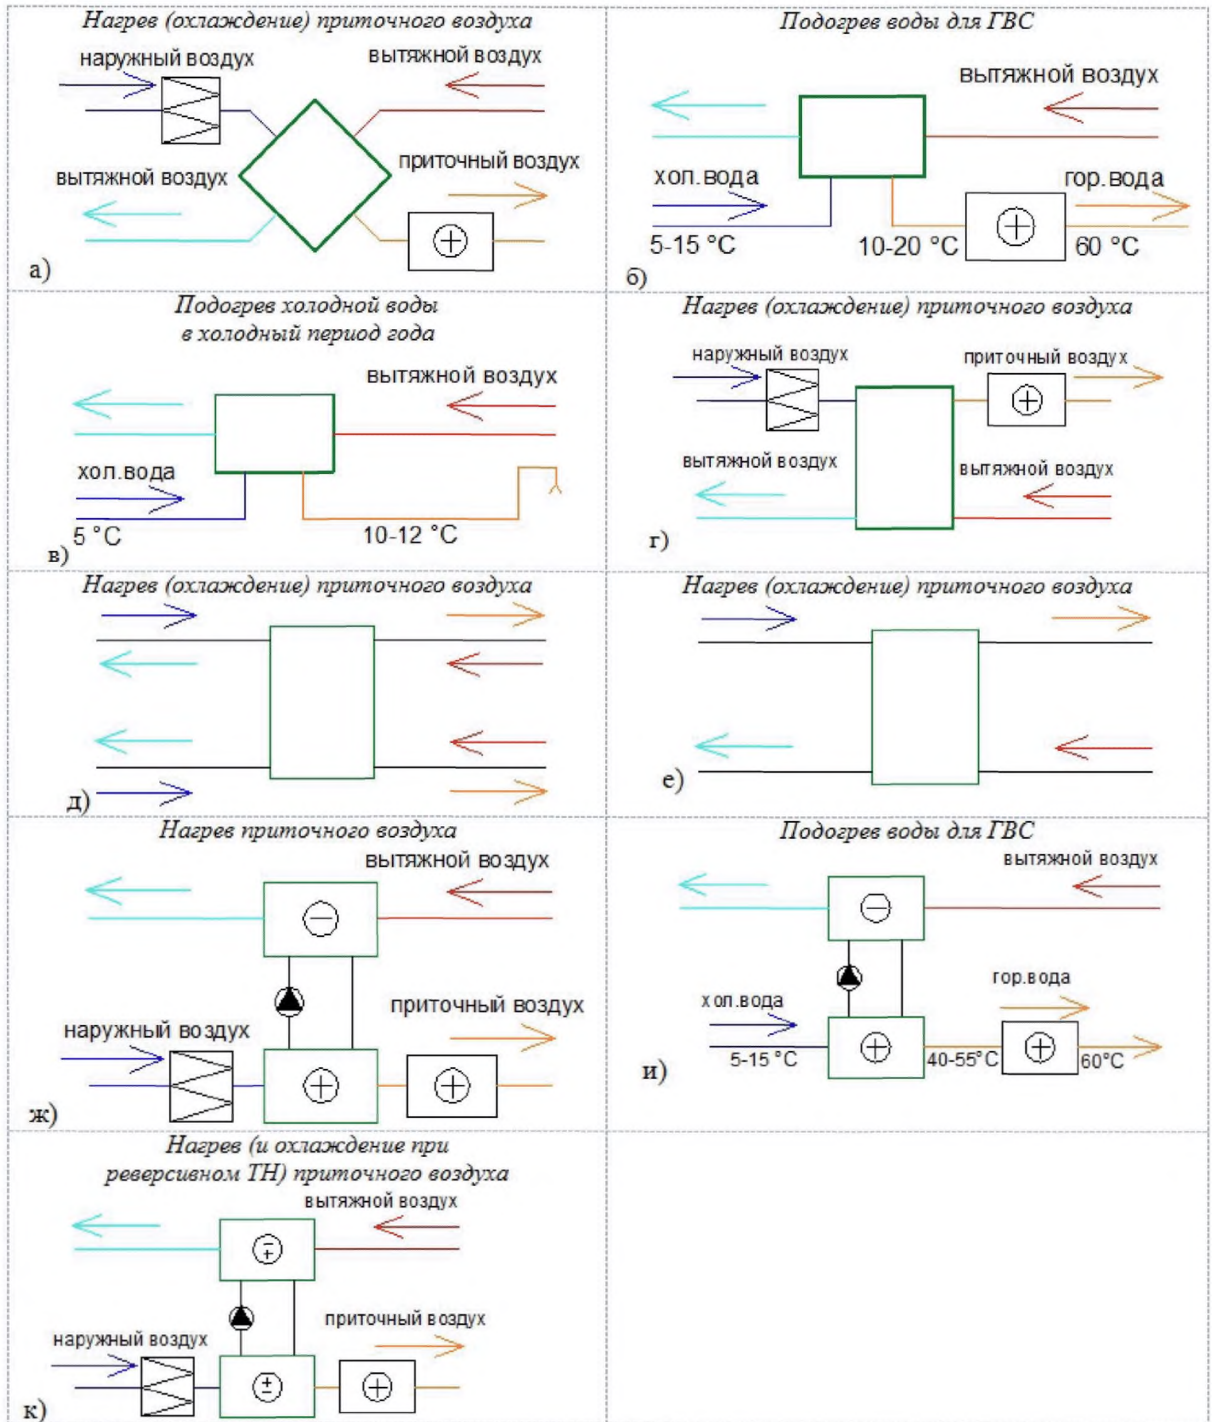 Нагрев (охлаждение) приточного воздуха
наружный воздух
вытяжной воздух
приточный воздух
вытяжной воздух
а)
Подогрев воды для ГВС
вытяжной воздух
хол.вода
гор.вода
5-15 °C
10-20 °C
60 °C
б)
Подогрев холодной воды
в холодный период года
вытяжной воздух
хол.вода
5 °C
10-12 °C
в)
Нагрев (охлаждение) приточного воздуха
наружный воздух
приточный воздух
вытяжной воздух
вытяжной воздух
г)
Нагрев (охлаждение) приточного воздуха
д)
Нагрев (охлаждение) приточного воздуха
е)
Нагрев приточного воздуха
вытяжной воздух
приточный воздух
наружный воздух
ж)
Подогрев воды для ГВС
вытяжной воздух
гор.вода
хол.вода
5-15 °C
40-55°C
60°C
и)
Нагрев (и охлаждение при
реверсивном ТН) приточного воздуха
вытяжной воздух
приточный воздух
наружный воздух
к)